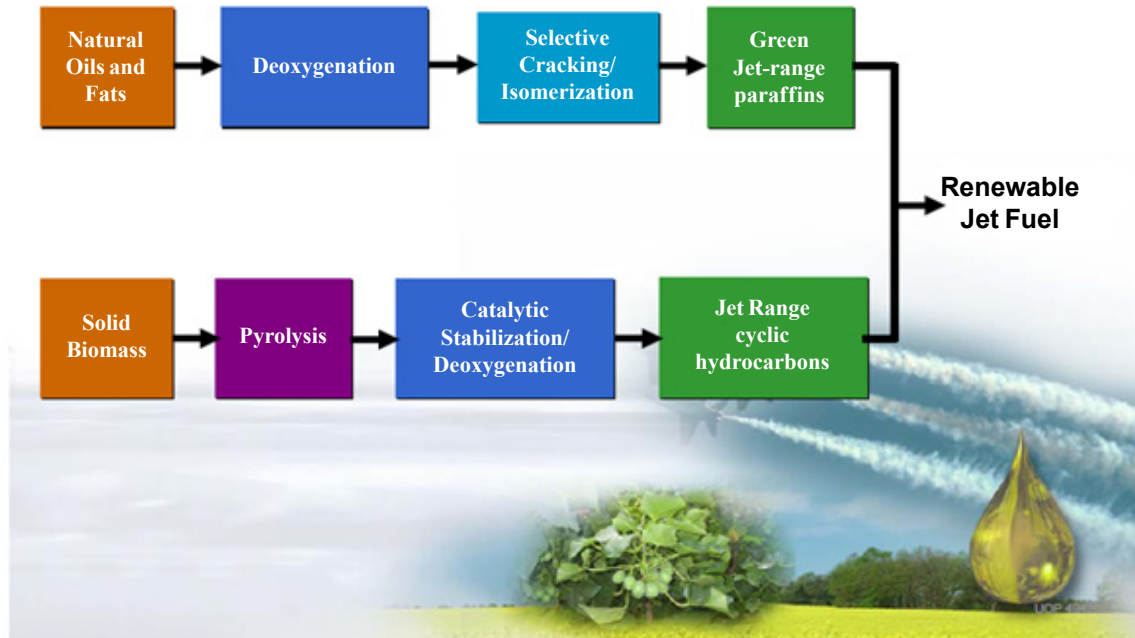 Natural
Oils and
Fats
Deoxygenation
Selective
Cracking/
Isomerization
Green
Jet-range
paraffins
Renewable
Jet Fuel
Solid
Biomass
Pyrolysis
Catalytic
Stabilization/
Deoxygenation
Jet Range
cyclic
hydrocarbons
UOP